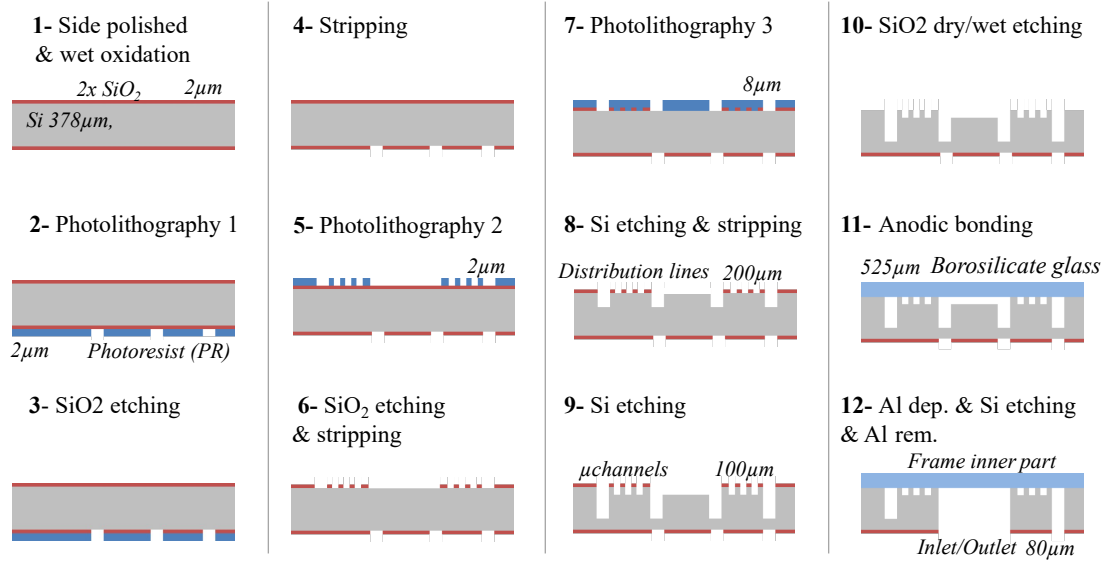 1- Side polished
& wet oxidation
2x SiO₂ 2µm
Si 378µm,
2- Photolithography 1
2µm Photoresist (PR)
3- SiO2 etching
4- Stripping
5- Photolithography 2
2µm
6- SiO₂ etching
& stripping
7- Photolithography 3
8µm
8- Si etching & stripping
Distribution lines 200µm
9- Si etching
µchannels 100µm
10- SiO2 dry/wet etching
11- Anodic bonding
525µm Borosilicate glass
12- Al dep. & Si etching
& Al rem.
Frame inner part
Inlet/Outlet 80µm